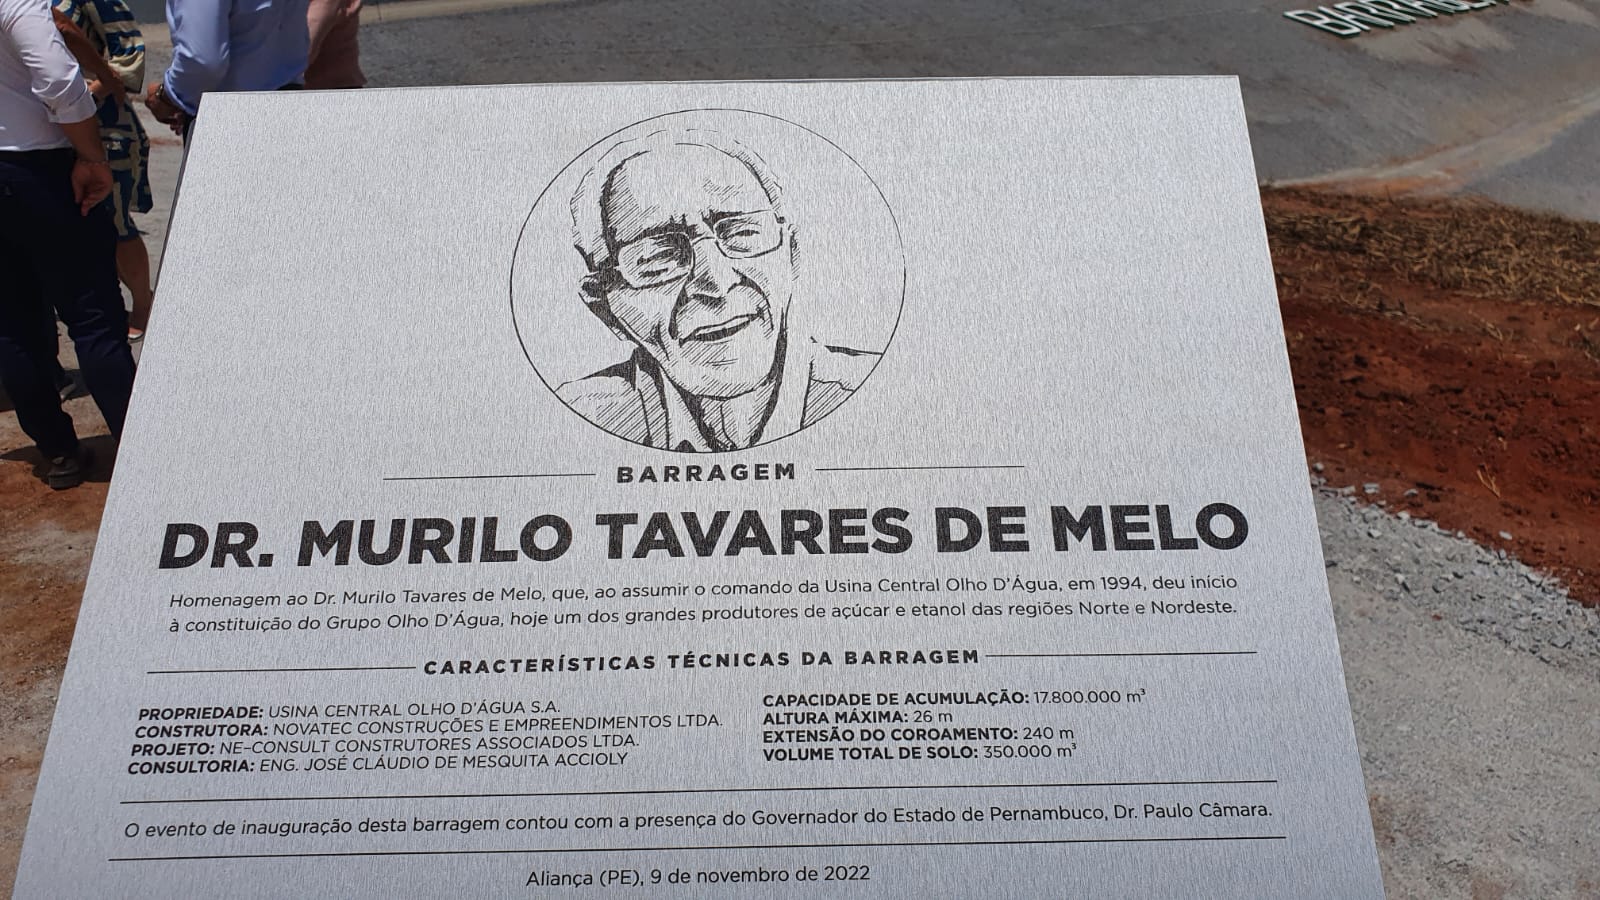 BARRAGEM
BARRAGEM
DR. MURILO TAVARES DE MELO
Homenagem ao Dr. Murilo Tavares de Melo, que, ao assumir o comando da Usina Central Olho D'Água, em 1994, deu início
à constituição do Grupo Olho D'Água, hoje um dos grandes produtores de açúcar e etanol das regiões Norte e Nordeste.
CARACTERÍSTICAS TÉCNICAS DA BARRAGEM
PROPRIEDADE: USINA CENTRAL OLHO D'ÁGUA S.A.
CONSTRUTORA: NOVATEC CONSTRUÇÕES E EMPREENDIMENTOS LTDA.
PROJETO: NE-CONSULT CONSTRUTORES ASSOCIADOS LTDA.
CONSULTORIA: ENG. JOSÉ CLÁUDIO DE MESQUITA ACCIOLY
CAPACIDADE DE ACUMULAÇÃO: 17.800.000 m³
ALTURA MÁXIMA: 26 m
EXTENSÃO DO COROAMENTO: 240 m
VOLUME TOTAL DE SOLO: 350.000 m³
O evento de inauguração desta barragem contou com a presença do Governador do Estado de Pernambuco, Dr. Paulo Câmara.
Aliança (PE), 9 de novembro de 2022